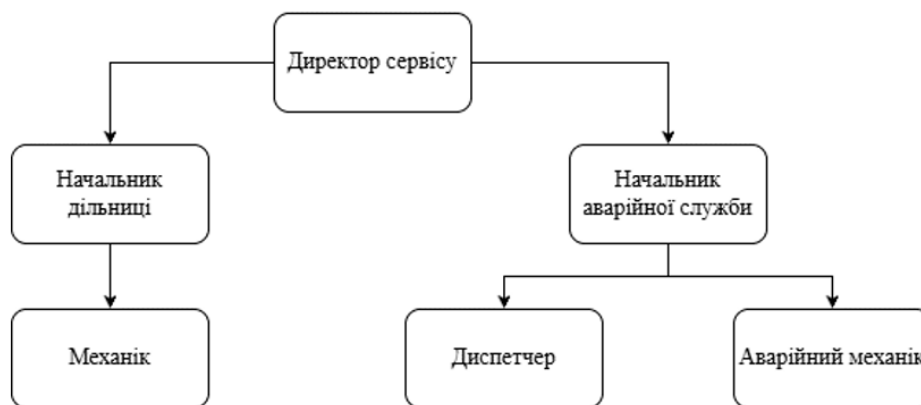 Директор сервісу
Начальник
дільниці
Начальник
аварійної служби
Механік
Диспетчер
Аварійний механік